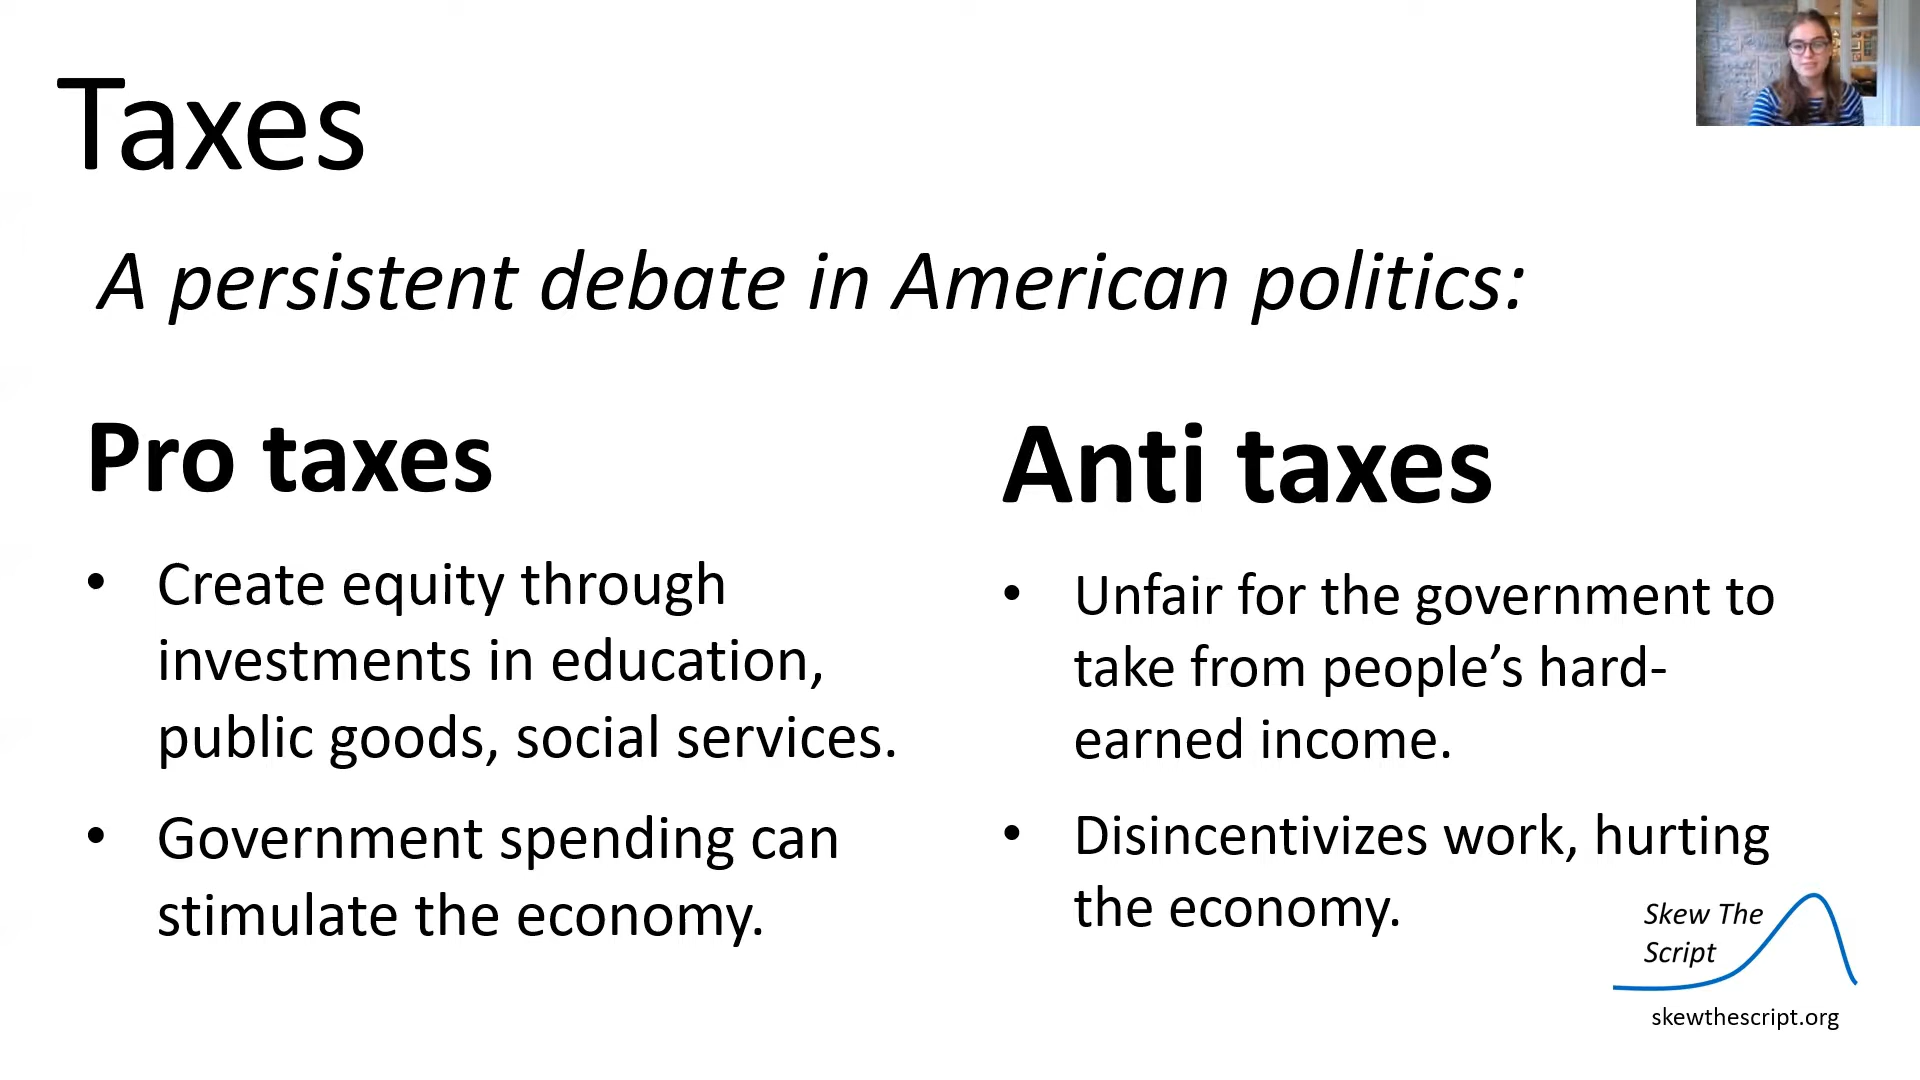 Taxes
A persistent debate in American politics:
Pro taxes
• Create equity through
investments in education,
public goods, social services.
• Government spending can
stimulate the economy.
Anti taxes
• Unfair for the government to
take from people’s hard-
earned income.
• Disincentivizes work, hurting
the economy.
Skew The
Script
skewthescript.org